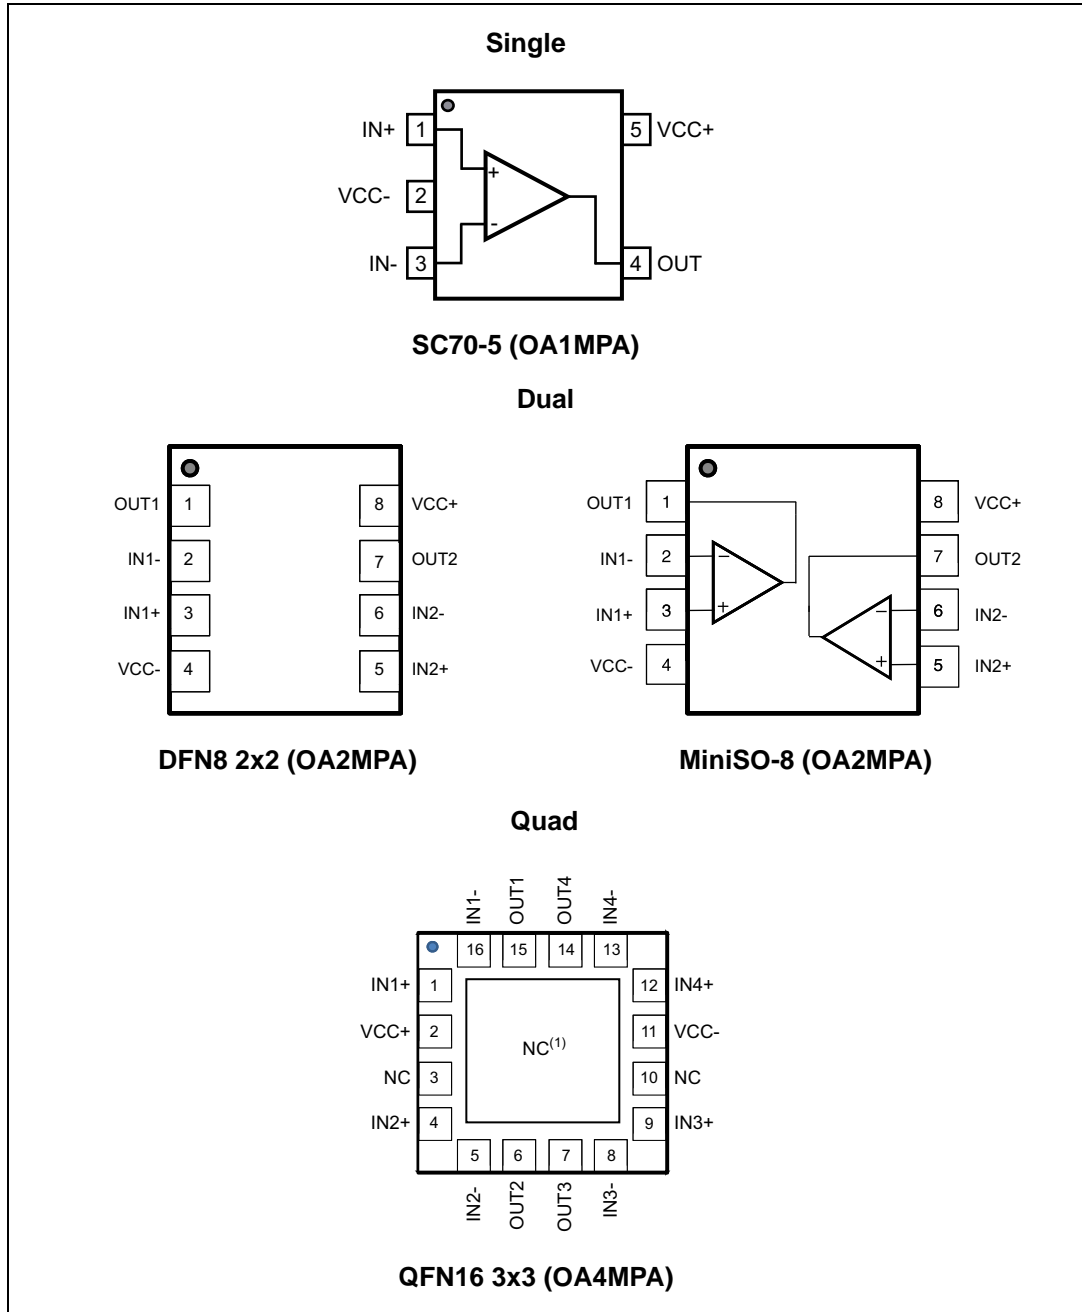 Single
IN+ 1
5 VCC+
VCC- 2
+
-
IN- 3
4 OUT
SC70-5 (OA1MPA)
Dual
OUT1 1
8 VCC+
IN1- 2
7 OUT2
IN1+ 3
6 IN2-
VCC- 4
5 IN2+
DFN8 2x2 (OA2MPA)
OUT1 1
8 VCC+
IN1- 2 −
7 OUT2
IN1+ 3 +
− 6 IN2-
VCC- 4
+ 5 IN2+
MiniSO-8 (OA2MPA)
Quad
IN1- OUT1 OUT4 IN4-
16 15 14 13
IN1+ 1
12 IN4+
VCC+ 2
11 VCC-
NC(1)
NC 3
10 NC
IN2+ 4
9 IN3+
5 6 7 8
IN2- OUT2 OUT3 IN3-
QFN16 3x3 (OA4MPA)